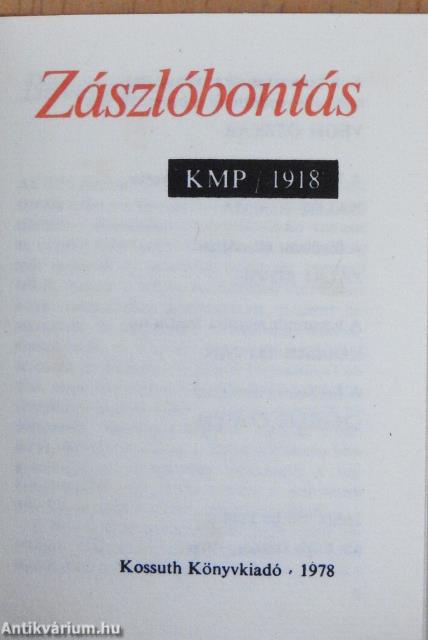 Zászlóbontás
KMP / 1918
Kossuth Könyvkiadó · 1978
Antikvárium.hu